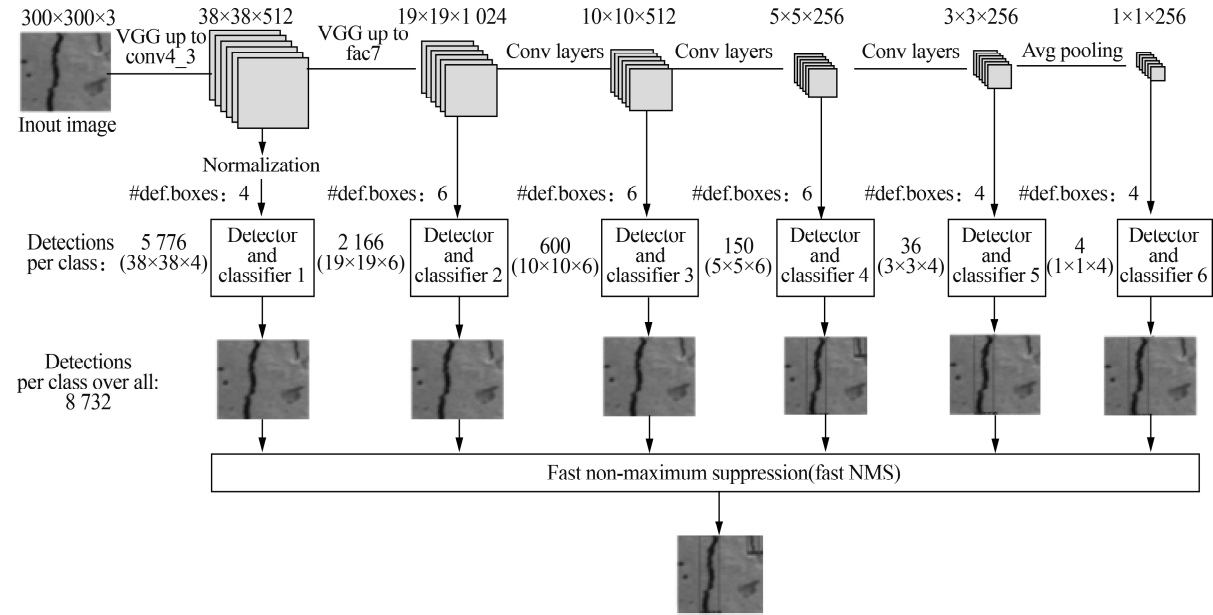 300×300×3
38×38×512
19×19×1 024
10×10×512
5×5×256
3×3×256
1×1×256
VGG up to
conv4_3
VGG up to
fac7
Conv layers
Conv layers
Conv layers
Avg pooling
Inout image
Normalization
#def.boxes：4
#def.boxes：6
#def.boxes：6
#def.boxes：6
#def.boxes：4
#def.boxes：4
Detections
per class：
5 776
(38×38×4)
Detector
and
classifier 1
2 166
(19×19×6)
Detector
and
classifier 2
600
(10×10×6)
Detector
and
classifier 3
150
(5×5×6)
Detector
and
classifier 4
36
(3×3×4)
Detector
and
classifier 5
4
(1×1×4)
Detector
and
classifier 6
Detections
per class over all:
8 732
Fast non-maximum suppression(fast NMS)